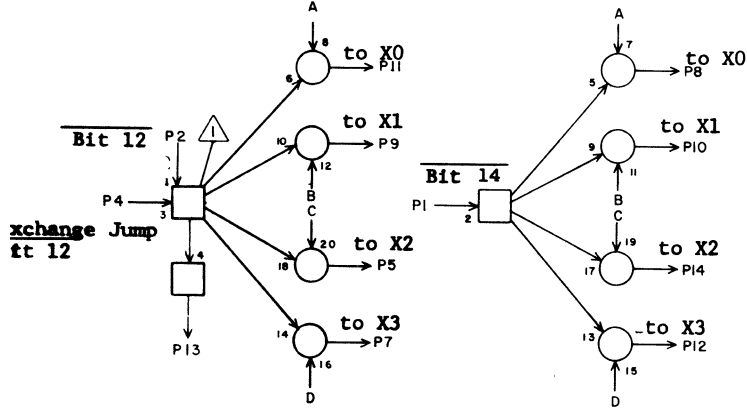 A
8
to X0
6
P11
Bit 12
P2
1
to X1
10
P9
12
1
P4
3
B
C
xchange Jump
it 12
4
20
to X2
18
P5
to X3
14
P7
16
P13
D
A
7
to X0
5
P8
to X1
9
P10
11
Bit 14
P1
2
B
C
19
to X2
17
P14
to X3
13
P12
15
D